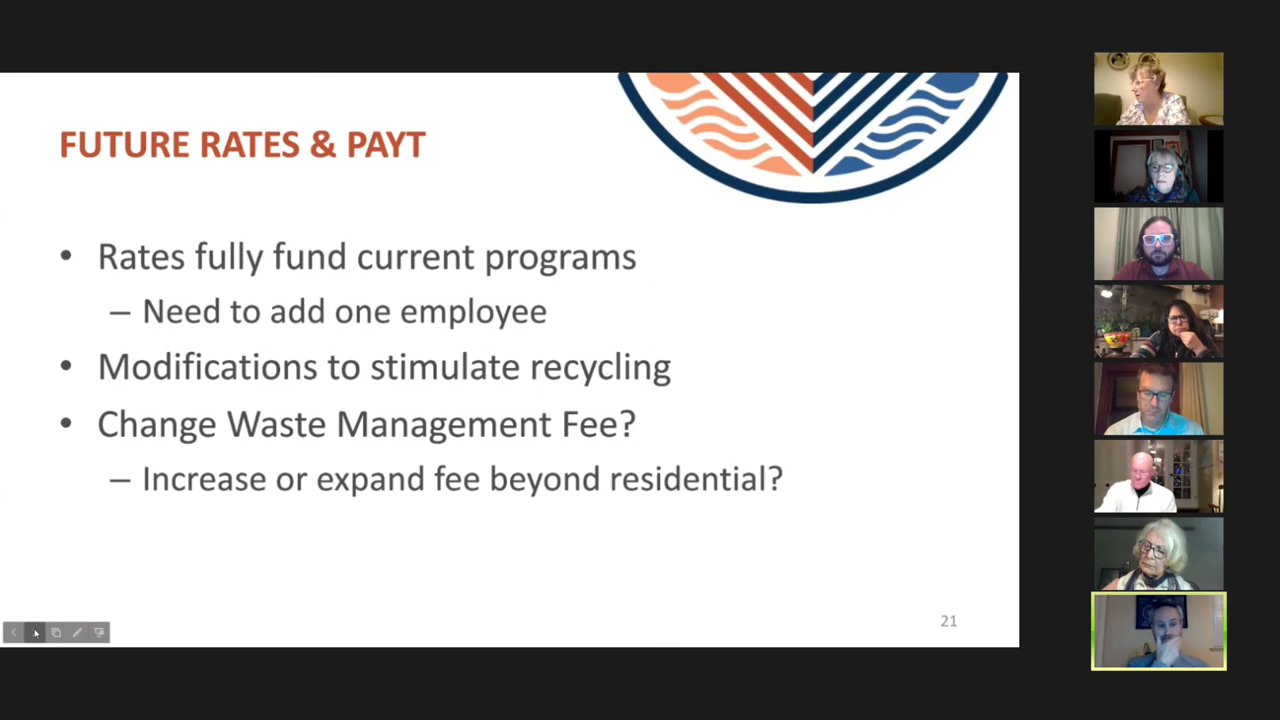 FUTURE RATES & PAYT
• Rates fully fund current programs
– Need to add one employee
• Modifications to stimulate recycling
• Change Waste Management Fee?
– Increase or expand fee beyond residential?
21